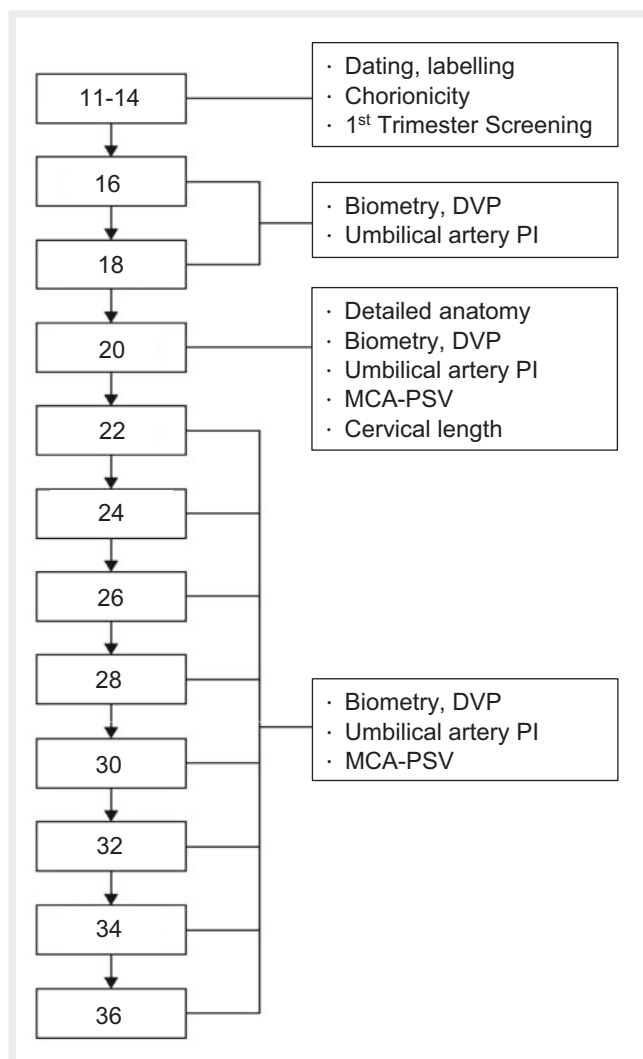 11-14
· Dating, labelling
· Chorionicity
· 1st Trimester Screening
16
18
· Biometry, DVP
· Umbilical artery PI
20
· Detailed anatomy
· Biometry, DVP
· Umbilical artery PI
· MCA-PSV
· Cervical length
22
24
26
28
30
32
34
36
· Biometry, DVP
· Umbilical artery PI
· MCA-PSV